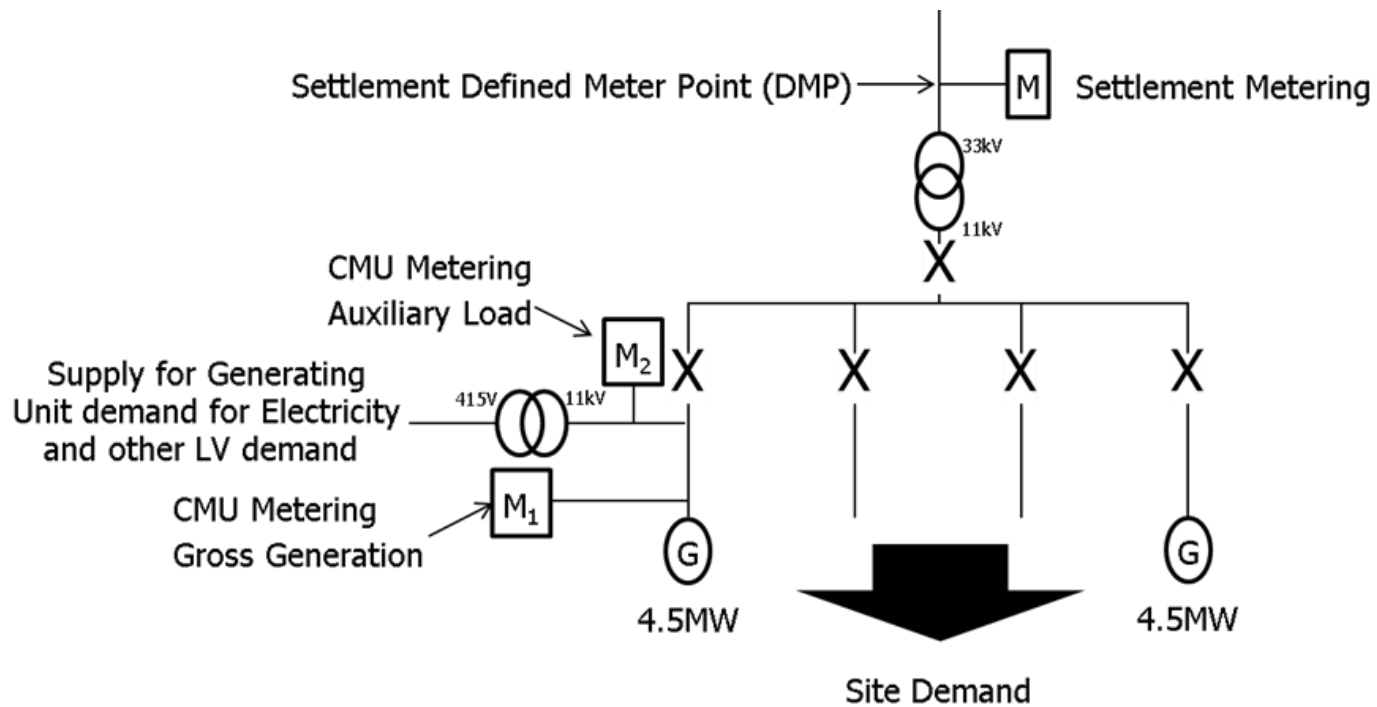 Settlement Defined Meter Point (DMP)
M
Settlement Metering
33kV
11kV
CMU Metering
Auxiliary Load
M₂
X
X
X
X
X
Supply for Generating
Unit demand for Electricity
and other LV demand
415V
11kV
CMU Metering
Gross Generation
M₁
G
4.5MW
G
4.5MW
Site Demand